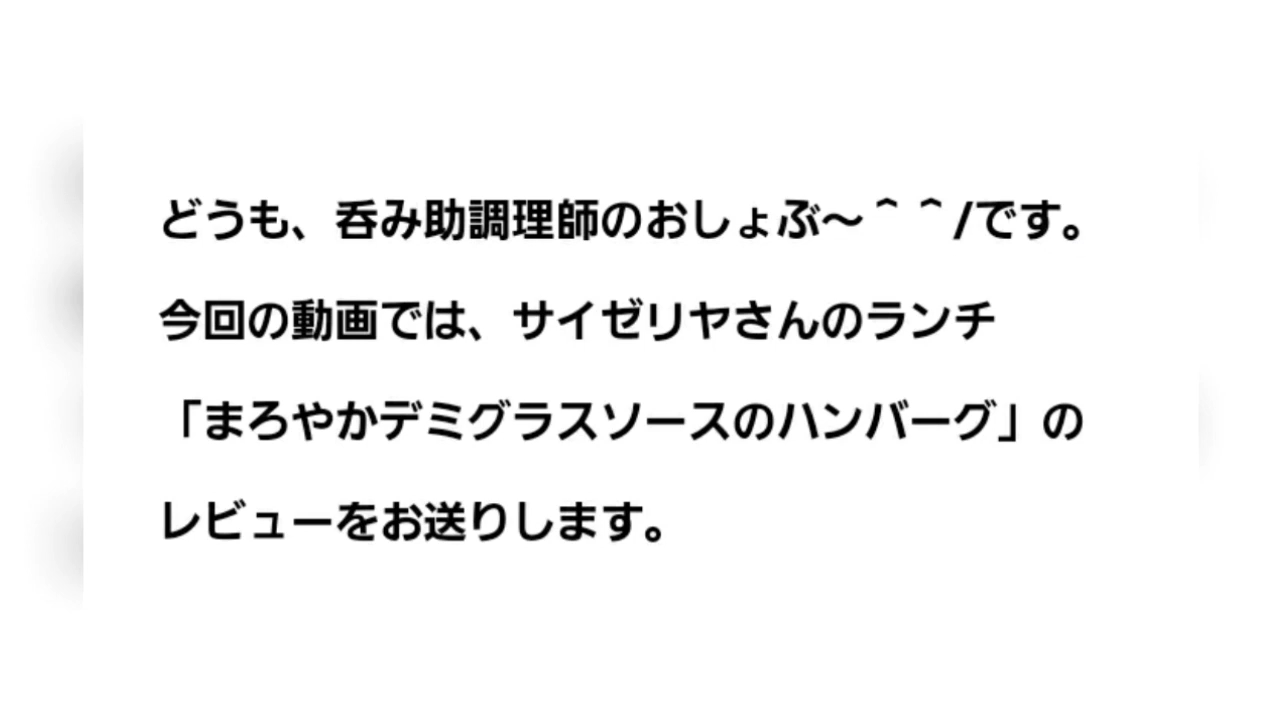 どうも、呑み助調理師のおしょぶ～＾＾/です。
今回の動画では、サイゼリヤさんのランチ
「まろやかデミグラスソースのハンバーグ」の
レビューをお送りします。